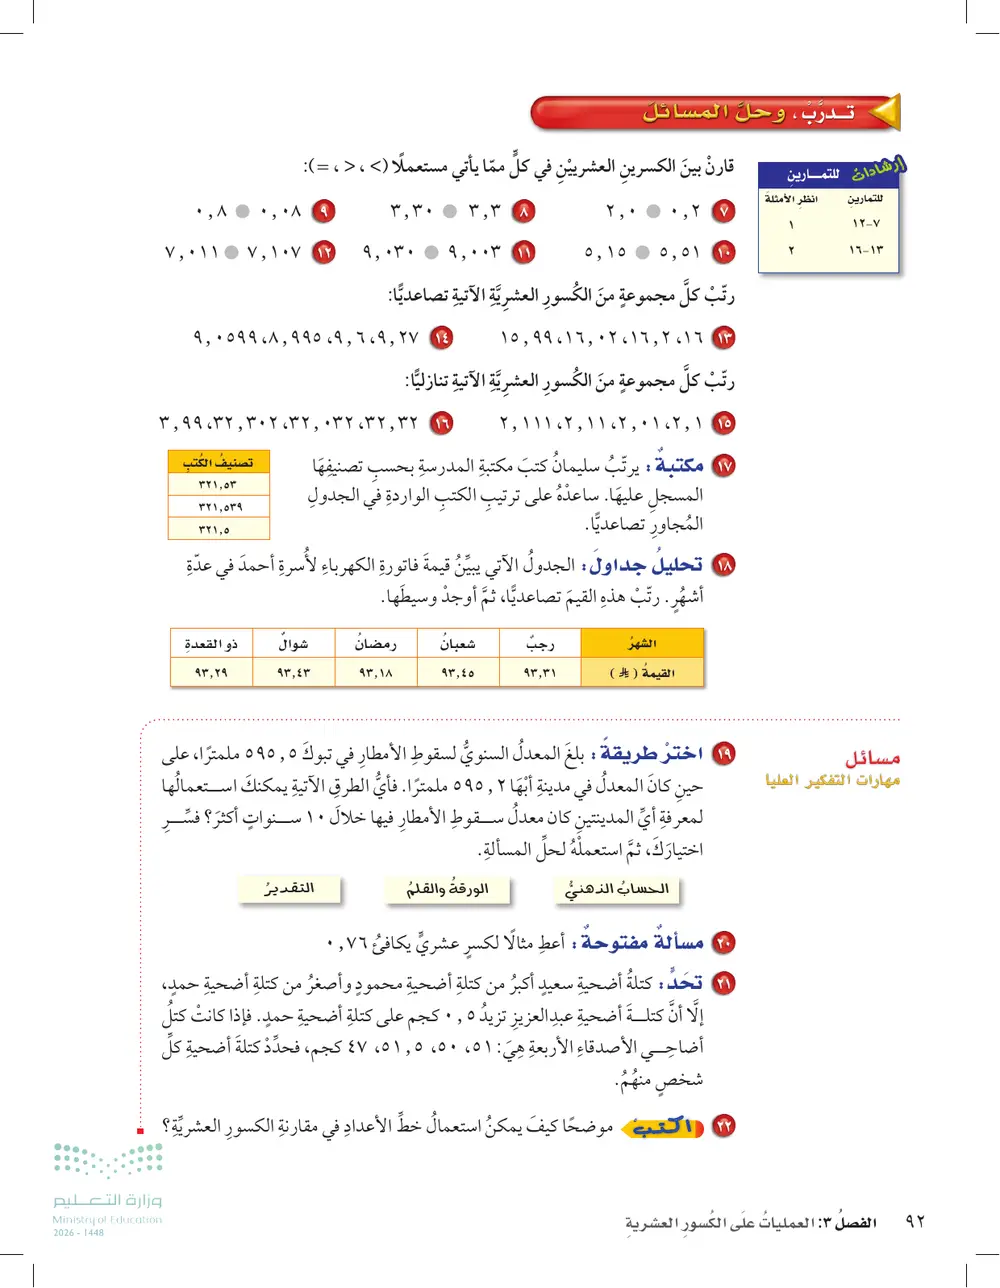 تـدرَّبْ، وحلَّ المسائلَ
إرشاداتٌ للتمـــارينِ
للتمارينِ انظرِ الأمثلةَ
٧–١٢ ١
١٣–١٦ ٢
قارنْ بينَ الكسرينِ العشرييْنِ في كلٍّ ممّا يأتي مستعملًا (> ، < ، =):
٧ ٠,٢ ● ٢,٠ ٨ ٣,٣ ● ٣,٣٠ ٩ ٠,٠٨ ● ٠,٨
١٠ ٥,٥١ ● ٥,١٥ ١١ ٩,٠٠٣ ● ٩,٠٣٠ ١٢ ٧,١٠٧ ● ٧,٠١١
رتّبْ كلَّ مجموعةٍ منَ الكُسورِ العشريَّةِ الآتيةِ تصاعديًّا:
١٣ ١٦، ١٦,٢، ١٦,٠٢، ١٥,٩٩ ١٤ ٩,٢٧، ٩,٦، ٨,٩٩٥، ٩,٠٥٩٩
رتّبْ كلَّ مجموعةٍ منَ الكُسورِ العشريَّةِ الآتيةِ تنازليًّا:
١٥ ٢,١، ٢,٠١، ٢,١١، ٢,١١١ ١٦ ٣٢,٣٢، ٣٢,٠٣٢، ٣٢,٣٠٢، ٣,٩٩
١٧ مكتبةٌ: يرتّبُ سليمانُ كتبَ مكتبةِ المدرسةِ بحسبِ تصنيفِهَا
المسجلِ عليهَا. ساعدْهُ على ترتيبِ الكتبِ الواردةِ في الجدولِ
المُجاورِ تصاعديًّا.
تصنيفُ الكُتبِ
٣٢١,٥٣
٣٢١,٥٣٩
٣٢١,٥
١٨ تحليلُ جداولَ: الجدولُ الآتي يبيِّنُ قيمةَ فاتورةِ الكهرباءِ لأُسرةِ أحمدَ في عدّةِ
أشهُرٍ. رتّبْ هذهِ القيمَ تصاعديًّا، ثمَّ أوجدْ وسيطَها.
الشهرُ رجبٌ شعبانُ رمضانُ شوالٌ ذو القعدةِ
القيمةُ (⃁) ٩٣,٣١ ٩٣,٤٥ ٩٣,١٨ ٩٣,٤٣ ٩٣,٢٩
مسائل
مهارات التفكير العليا
١٩ اخترْ طريقةً: بلغَ المعدلُ السنويُّ لسقوطِ الأمطارِ في تبوكَ ٥٩٥,٥ ملمترًا، على
حينِ كانَ المعدلُ في مدينةِ أبْهَا ٥٩٥,٢ ملمترًا. فأيُّ الطرقِ الآتيةِ يمكنكَ استعمالُها
لمعرفةِ أيِّ المدينتينِ كان معدلُ سقوطِ الأمطارِ فيها خلالَ ١٠ سنواتٍ أكثرَ؟ فسِّرِ
اختيارَكَ، ثمَّ استعملْهُ لحلِّ المسألةِ.
الحسابُ الذهنيُّ الورقةُ والقلمُ التقديرُ
٢٠ مسألةٌ مفتوحةٌ: أعطِ مثالًا لكسرٍ عشريٍّ يكافئُ ٠,٧٦
٢١ تحَدٍّ: كتلةُ أضحيةِ سعيدٍ أكبرُ من كتلةِ أضحيةِ محمودٍ وأصغرُ من كتلةِ أضحيةِ حمدٍ،
إلَّا أنَّ كتلةَ أضحيةِ عبدِالعزيزِ تزيدُ ٠,٥ كجم على كتلةِ أضحيةِ حمدٍ. فإذا كانتْ كتلُ
أضاحِي الأصدقاءِ الأربعةِ هِيَ: ٥١، ٥٠، ٥١,٥، ٤٧ كجم، فحدِّدْ كتلةَ أضحيةِ كلِّ
شخصٍ منهُمُ.
٢٢ اكتب موضحًا كيفَ يمكنُ استعمالُ خطِّ الأعدادِ في مقارنةِ الكسورِ العشريَّةِ؟
وزارة التعليم
Ministry of Education
2026 - 1448
٩٢ الفصلُ ٣: العملياتُ علَى الكُسورِ العشريةِ